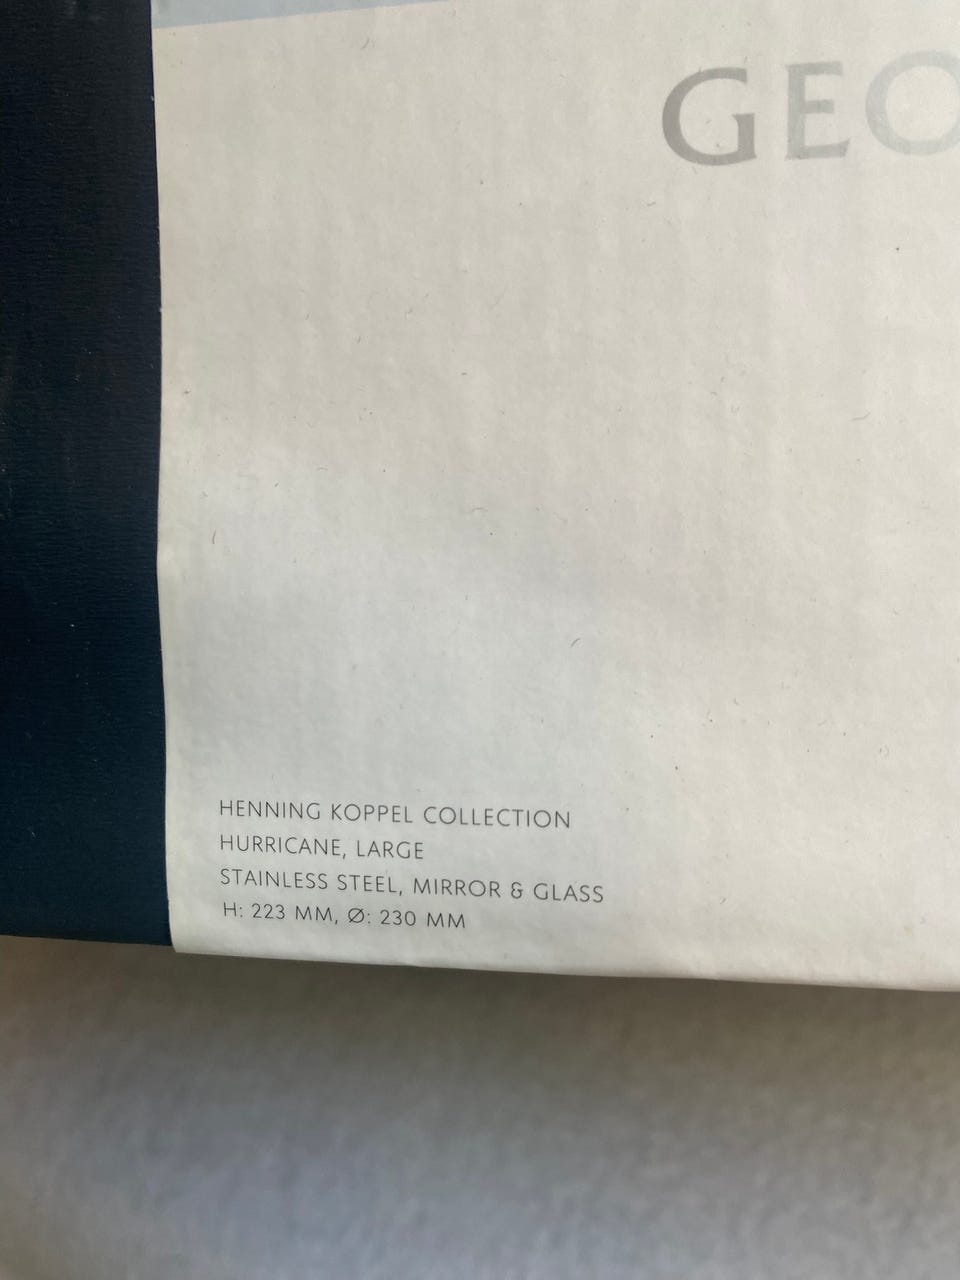 GEO
HENNING KOPPEL COLLECTION
HURRICANE, LARGE
STAINLESS STEEL, MIRROR & GLASS
H: 223 MM, Ø: 230 MM